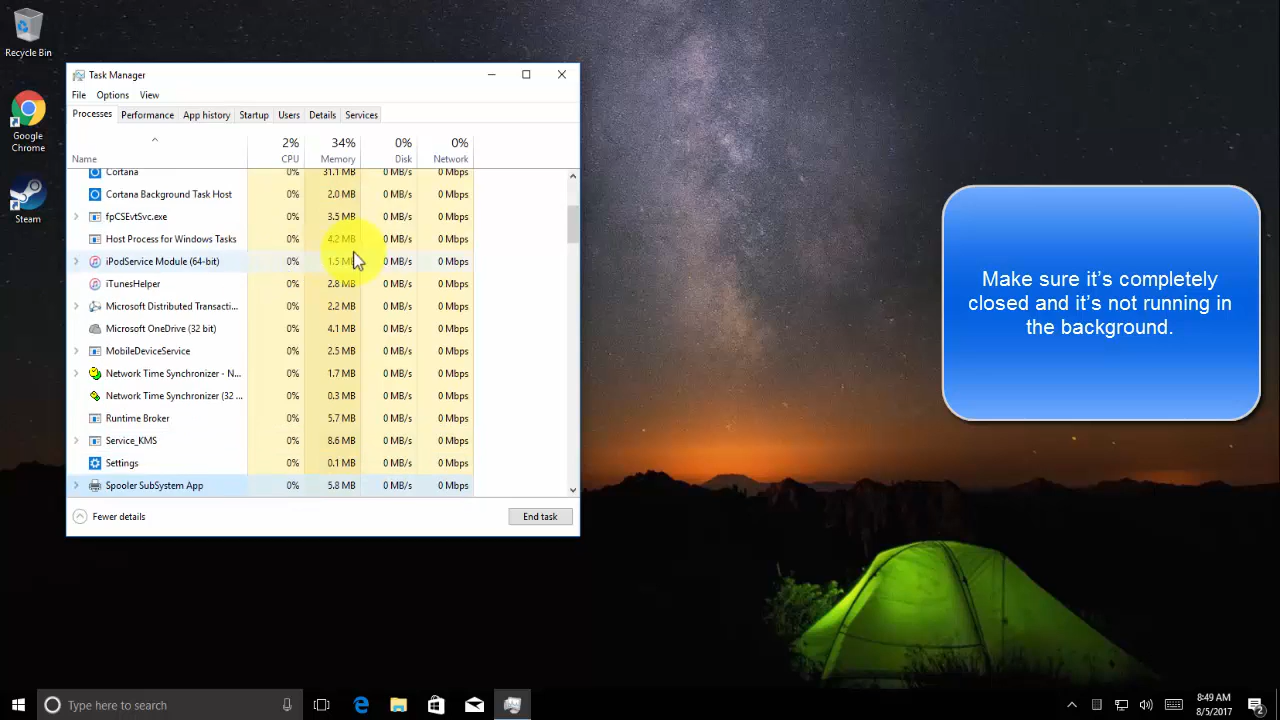 Recycle Bin
Google
Chrome
Steam
Task Manager
File Options View
Processes Performance App history Startup Users Details Services
2% 34% 0% 0%
Name CPU Memory Disk Network
Cortana 0% 31.1 MB 0 MB/s 0 Mbps
Cortana Background Task Host 0% 2.0 MB 0 MB/s 0 Mbps
fpCSEvtSvc.exe 0% 3.5 MB 0 MB/s 0 Mbps
Host Process for Windows Tasks 0% 4.2 MB 0 MB/s 0 Mbps
iPodService Module (64-bit) 0% 1.5 MB 0 MB/s 0 Mbps
iTunesHelper 0% 2.8 MB 0 MB/s 0 Mbps
Microsoft Distributed Transacti... 0% 2.2 MB 0 MB/s 0 Mbps
Microsoft OneDrive (32 bit) 0% 4.1 MB 0 MB/s 0 Mbps
MobileDeviceService 0% 2.5 MB 0 MB/s 0 Mbps
Network Time Synchronizer - N... 0% 1.7 MB 0 MB/s 0 Mbps
Network Time Synchronizer (32 ... 0% 0.3 MB 0 MB/s 0 Mbps
Runtime Broker 0% 5.7 MB 0 MB/s 0 Mbps
Service_KMS 0% 8.6 MB 0 MB/s 0 Mbps
Settings 0% 0.1 MB 0 MB/s 0 Mbps
Spooler SubSystem App 0% 5.8 MB 0 MB/s 0 Mbps
Fewer details End task
Make sure it's completely
closed and it's not running in
the background.
Type here to search
8:49 AM
8/5/2017
2